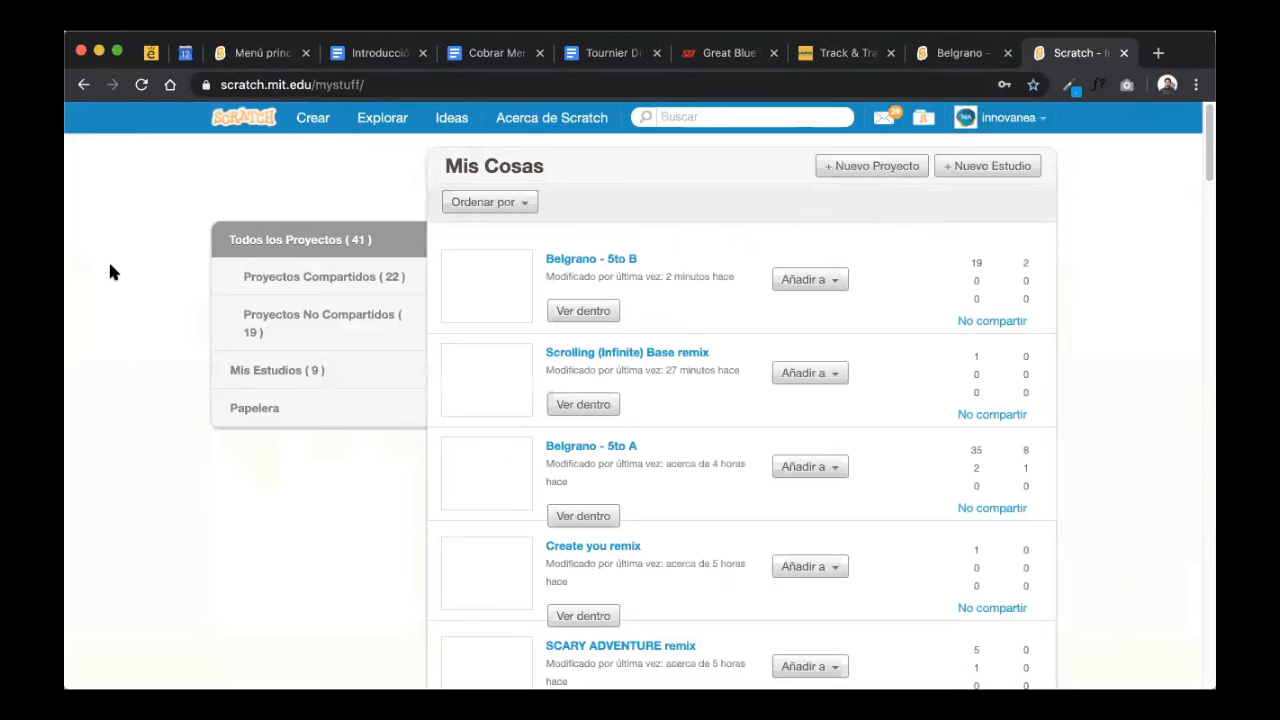 Menú princ
Introducció
Cobrar Mer
Tournier D
Great Blue
Track & Tra
Belgrano -
Scratch - I
scratch.mit.edu/mystuff/
f?
SCRATCH
Crear
Explorar
Ideas
Acerca de Scratch
Buscar
29
innovanea
Mis Cosas
+ Nuevo Proyecto
+ Nuevo Estudio
Ordenar por
Todos los Proyectos ( 41 )
Proyectos Compartidos ( 22 )
Proyectos No Compartidos (
19 )
Mis Estudios ( 9 )
Papelera
Belgrano - 5to B
Modificado por última vez: 2 minutos hace
Ver dentro
Añadir a
19 2
0 0
0 0
No compartir
Scrolling (Infinite) Base remix
Modificado por última vez: 27 minutos hace
Ver dentro
Añadir a
1 0
0 0
0 0
No compartir
Belgrano - 5to A
Modificado por última vez: acerca de 4 horas
hace
Ver dentro
Añadir a
35 8
2 1
0 0
No compartir
Create you remix
Modificado por última vez: acerca de 5 horas
hace
Ver dentro
Añadir a
1 0
0 0
0 0
No compartir
SCARY ADVENTURE remix
Modificado por última vez: acerca de 5 horas
hace
Añadir a
5 0
1 0
0 0